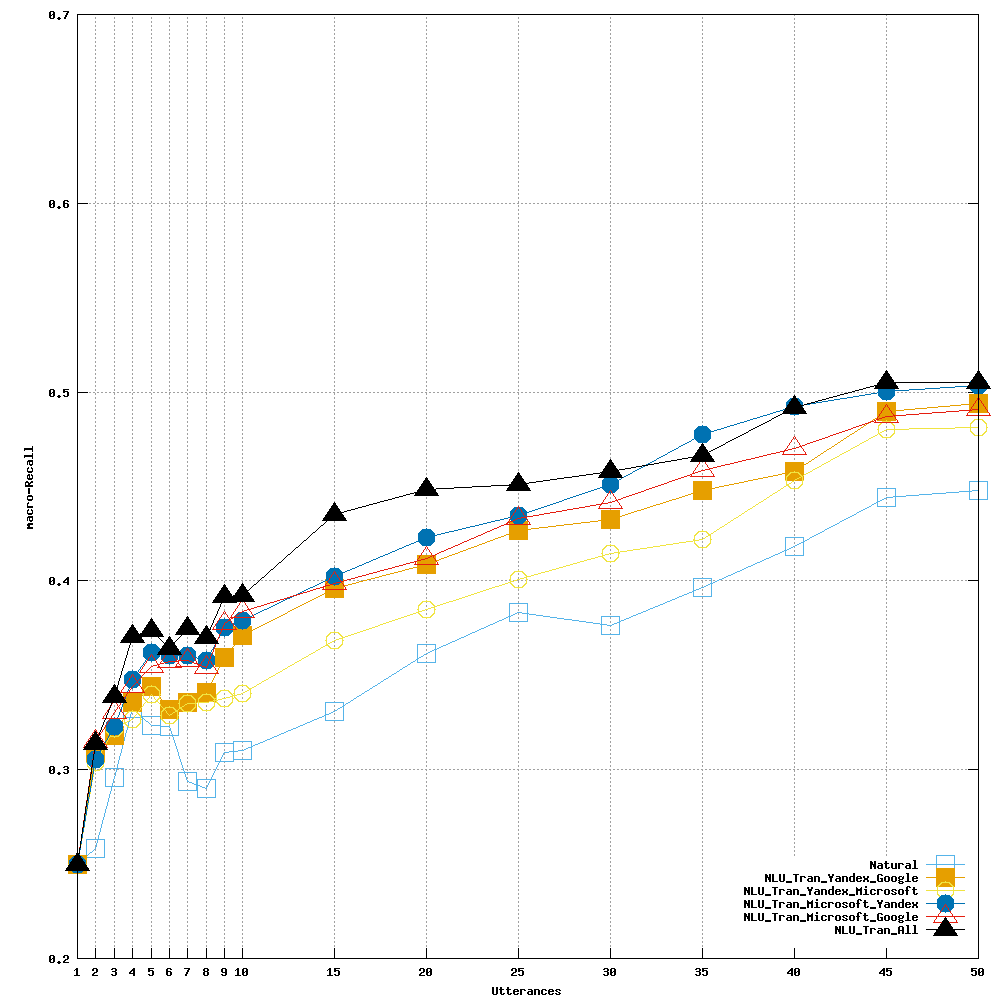 0.7
0.6
0.5
0.4
0.3
0.2
macro-Recall
1 2 3 4 5 6 7 8 9 10 15 20 25 30 35 40 45 50
Utterances
Natural
NLU_Tran_Yandex_Google
NLU_Tran_Yandex_Microsoft
NLU_Tran_Microsoft_Yandex
NLU_Tran_Microsoft_Google
NLU_Tran_All